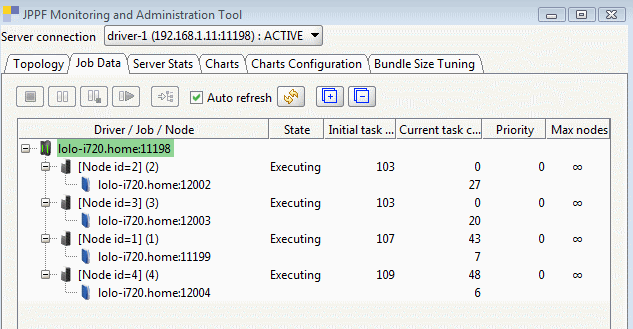 JPPF Monitoring and Administration Tool
Server connection driver-1 (192.168.1.11:11198) : ACTIVE
Topology Job Data Server Stats Charts Charts Configuration Bundle Size Tuning
Auto refresh
Driver / Job / Node State Initial task ... Current task c... Priority Max nodes
lolo-i720.home:11198
[Node id=2] (2) Executing 103 0 0 ∞
lolo-i720.home:12002 27
[Node id=3] (3) Executing 103 0 0 ∞
lolo-i720.home:12003 20
[Node id=1] (1) Executing 107 43 0 ∞
lolo-i720.home:11199 7
[Node id=4] (4) Executing 109 48 0 ∞
lolo-i720.home:12004 6